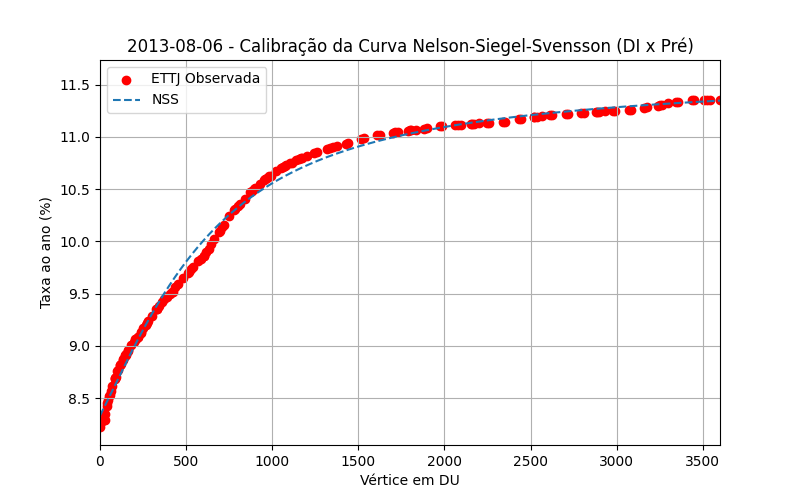 2013-08-06 - Calibração da Curva Nelson-Siegel-Svensson (DI x Pré)
ETTJ Observada
NSS
Taxa ao ano (%)
11.5
11.0
10.5
10.0
9.5
9.0
8.5
0 500 1000 1500 2000 2500 3000 3500
Vértice em DU